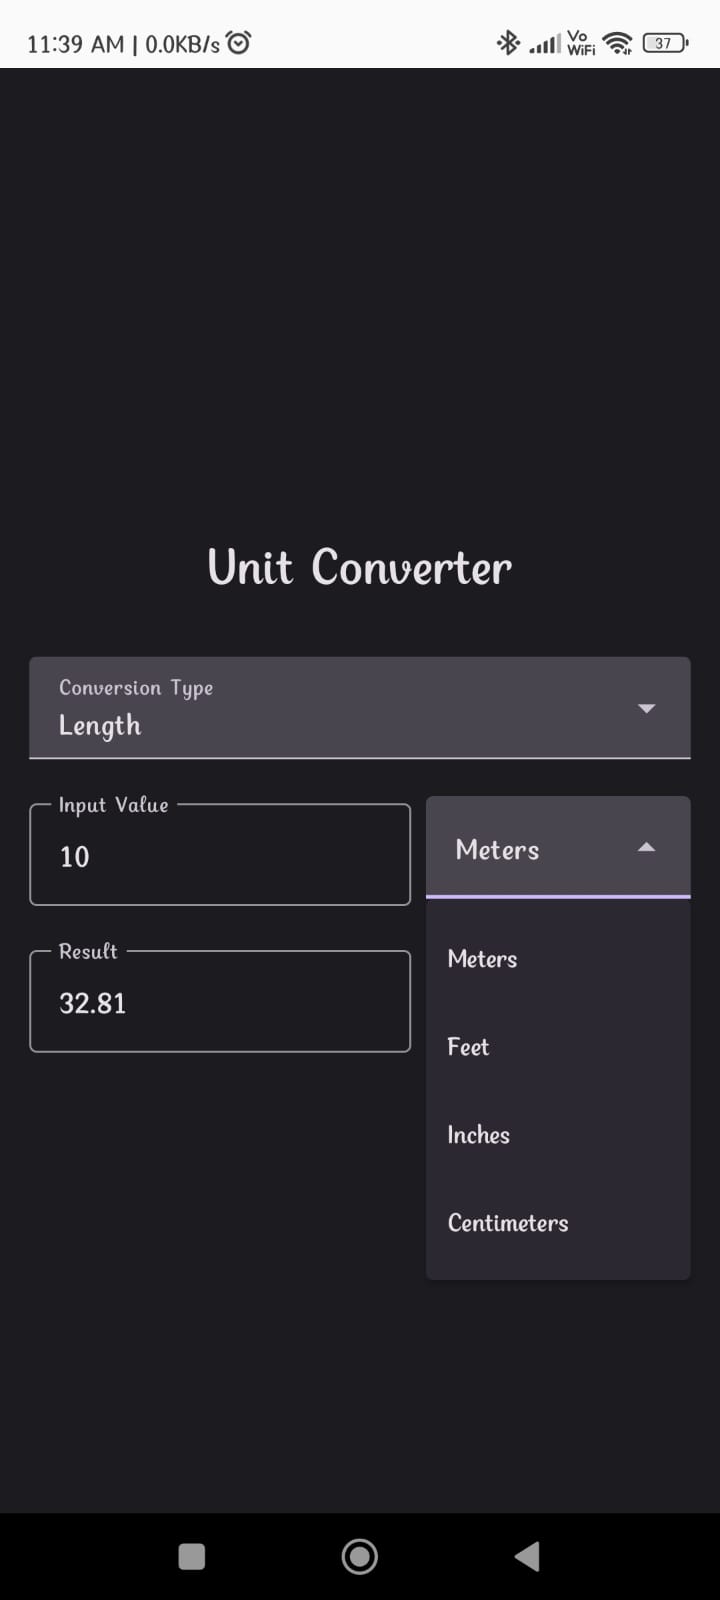 11:39 AM | 0.0KB/s
Vo
WiFi
37
Unit Converter
Conversion Type
Length
Input Value
10
Meters
Result
32.81
Meters
Feet
Inches
Centimeters